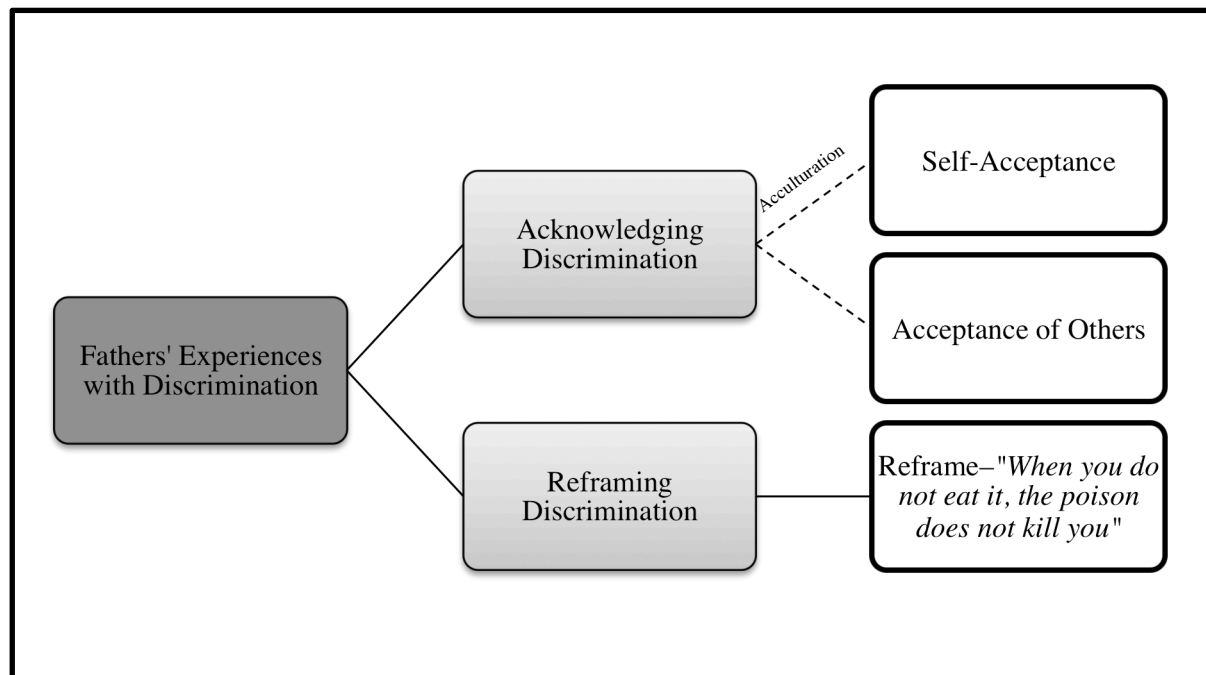 Fathers' Experiences
with Discrimination
Acknowledging
Discrimination
Acculturation
Self-Acceptance
Acceptance of Others
Reframing
Discrimination
Reframe–"When you do
not eat it, the poison
does not kill you"